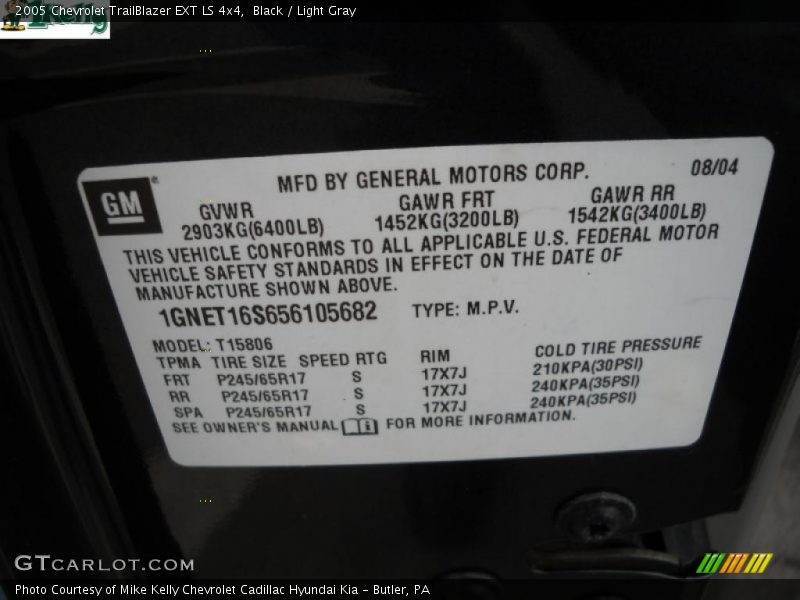 2005 Chevrolet TrailBlazer EXT LS 4x4,  Black / Light Gray
GM
MFD BY GENERAL MOTORS CORP.
08/04
GVWR GAWR FRT GAWR RR
2903KG(6400LB) 1452KG(3200LB) 1542KG(3400LB)
THIS VEHICLE CONFORMS TO ALL APPLICABLE U.S. FEDERAL MOTOR
VEHICLE SAFETY STANDARDS IN EFFECT ON THE DATE OF
MANUFACTURE SHOWN ABOVE.
1GNET16S656105682 TYPE: M.P.V.
MODEL: T15806
TPMA TIRE SIZE SPEED RTG RIM COLD TIRE PRESSURE
FRT P245/65R17 S 17X7J 210KPA(30PSI)
RR P245/65R17 S 17X7J 240KPA(35PSI)
SPA P245/65R17 S 17X7J 240KPA(35PSI)
SEE OWNER'S MANUAL FOR MORE INFORMATION.
GTCARLOT.COM
Photo Courtesy of Mike Kelly Chevrolet Cadillac Hyundai Kia – Butler, PA